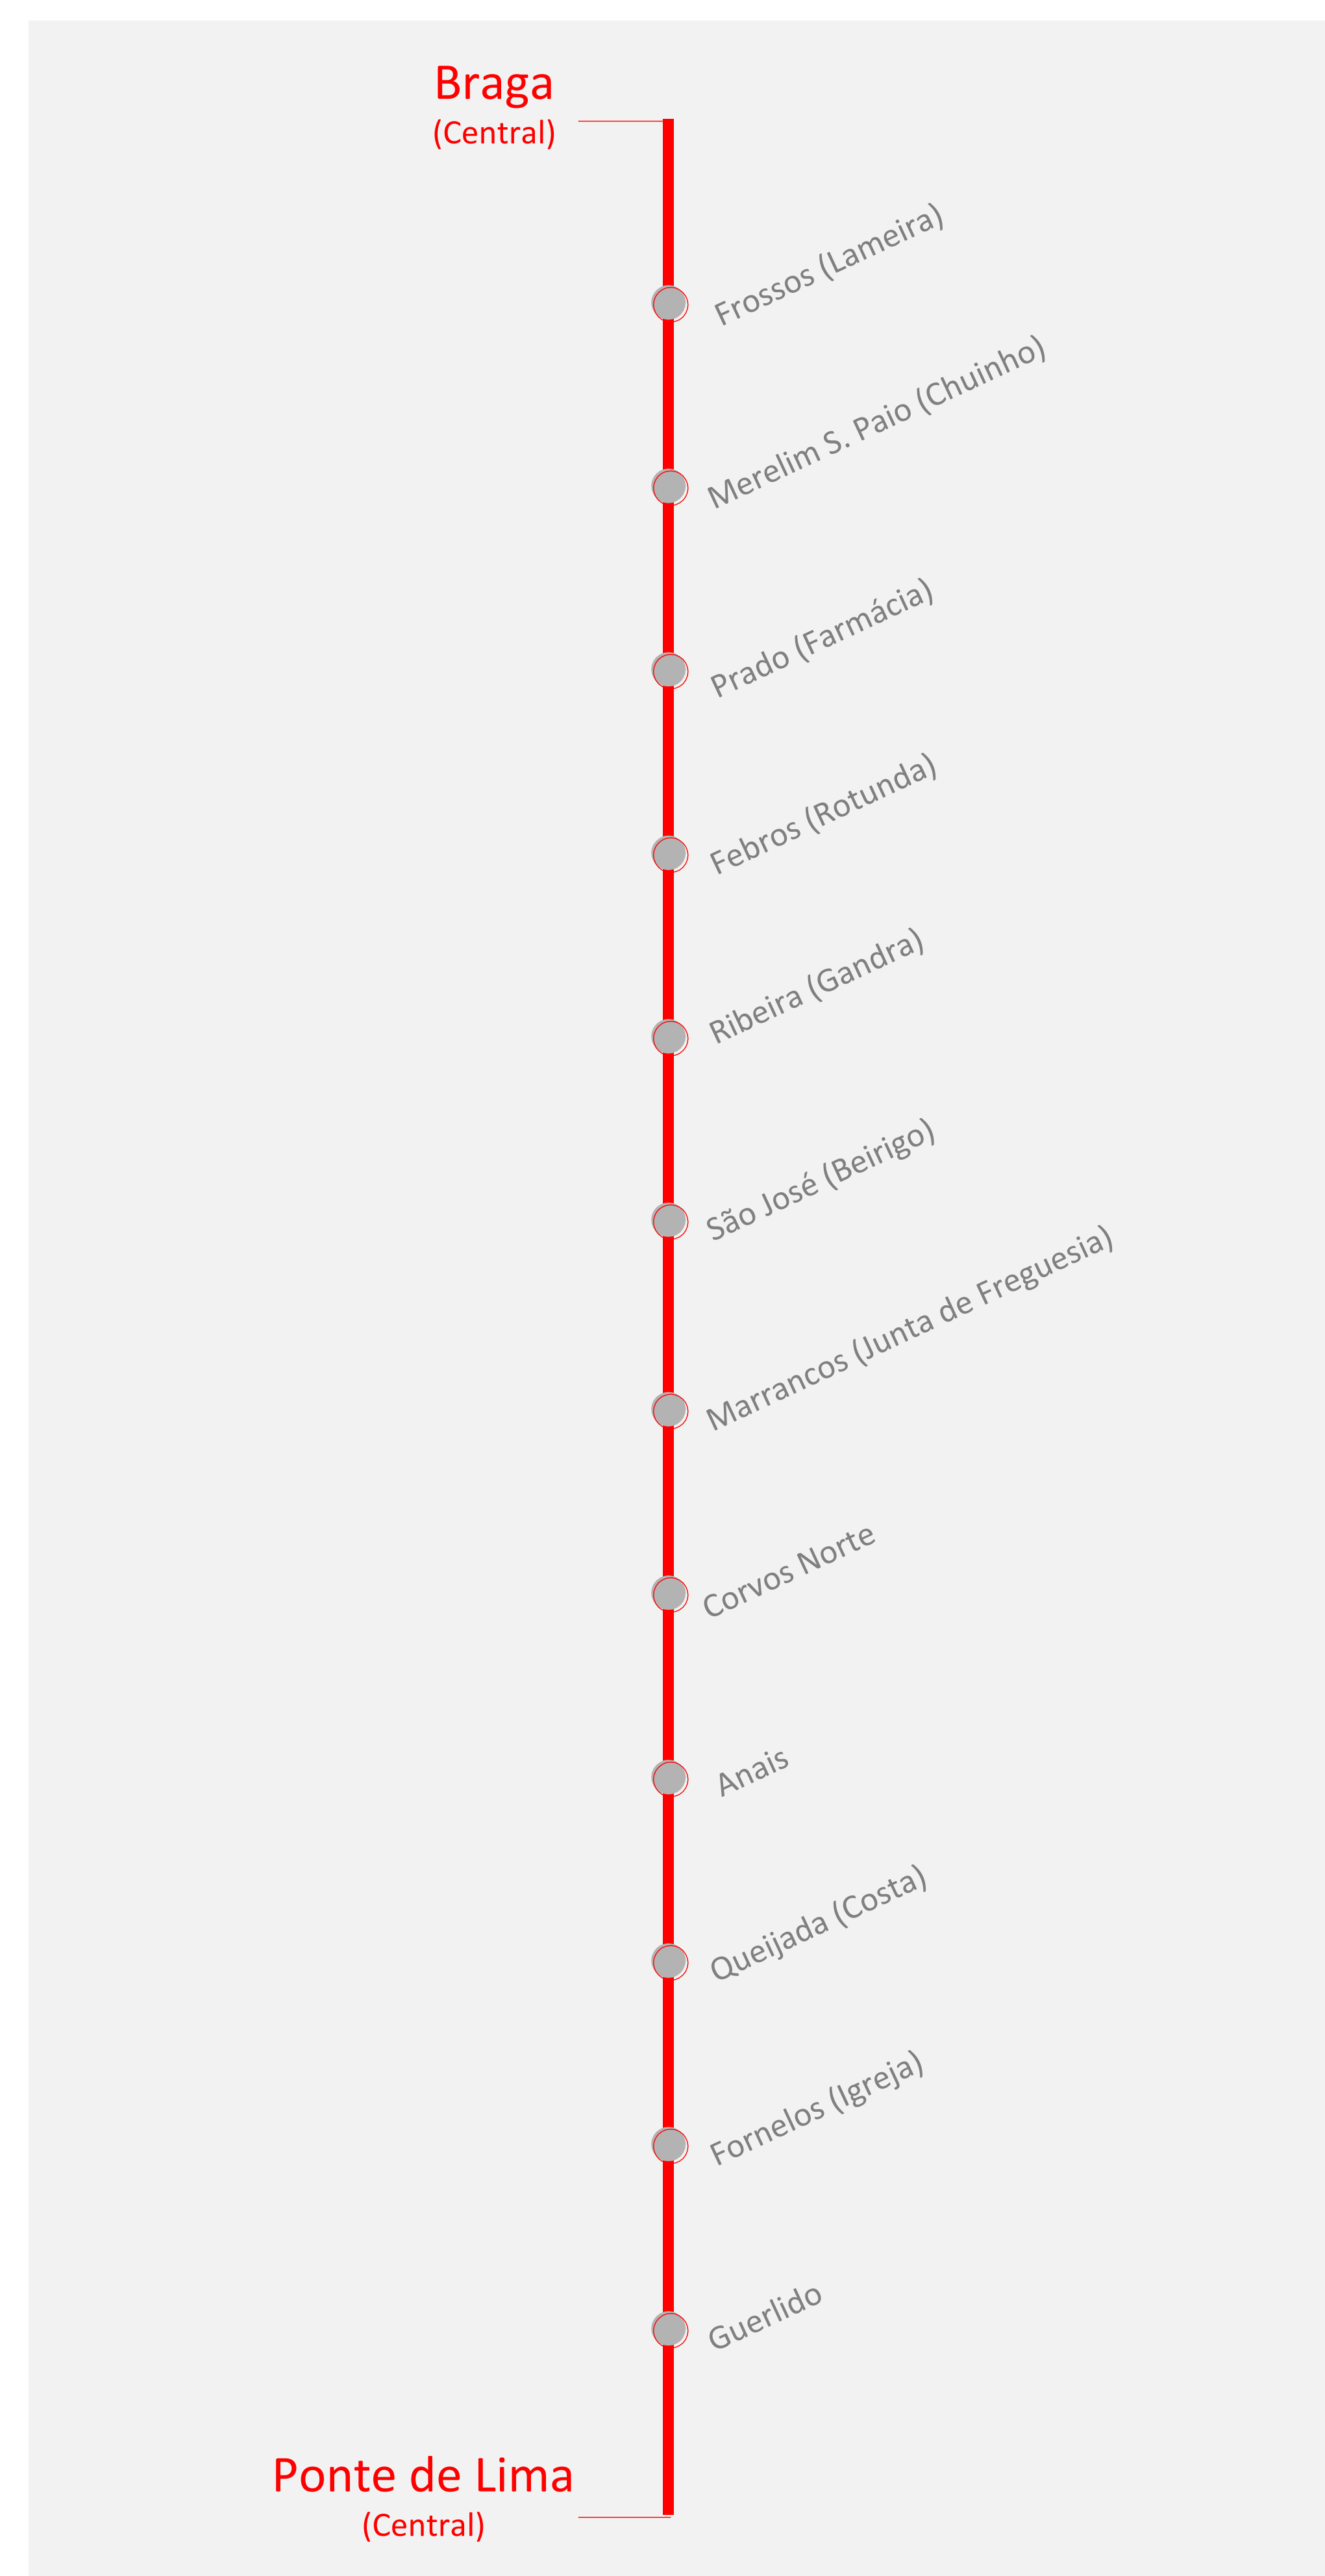 Braga
(Central)
Frossos (Lameira)
Merelim S. Paio (Chuinho)
Prado (Farmácia)
Febros (Rotunda)
Ribeira (Gandra)
São José (Beirigo)
Marrancos (Junta de Freguesia)
Corvos Norte
Anais
Queijada (Costa)
Fornelos (Igreja)
Guerlido
Ponte de Lima
(Central)